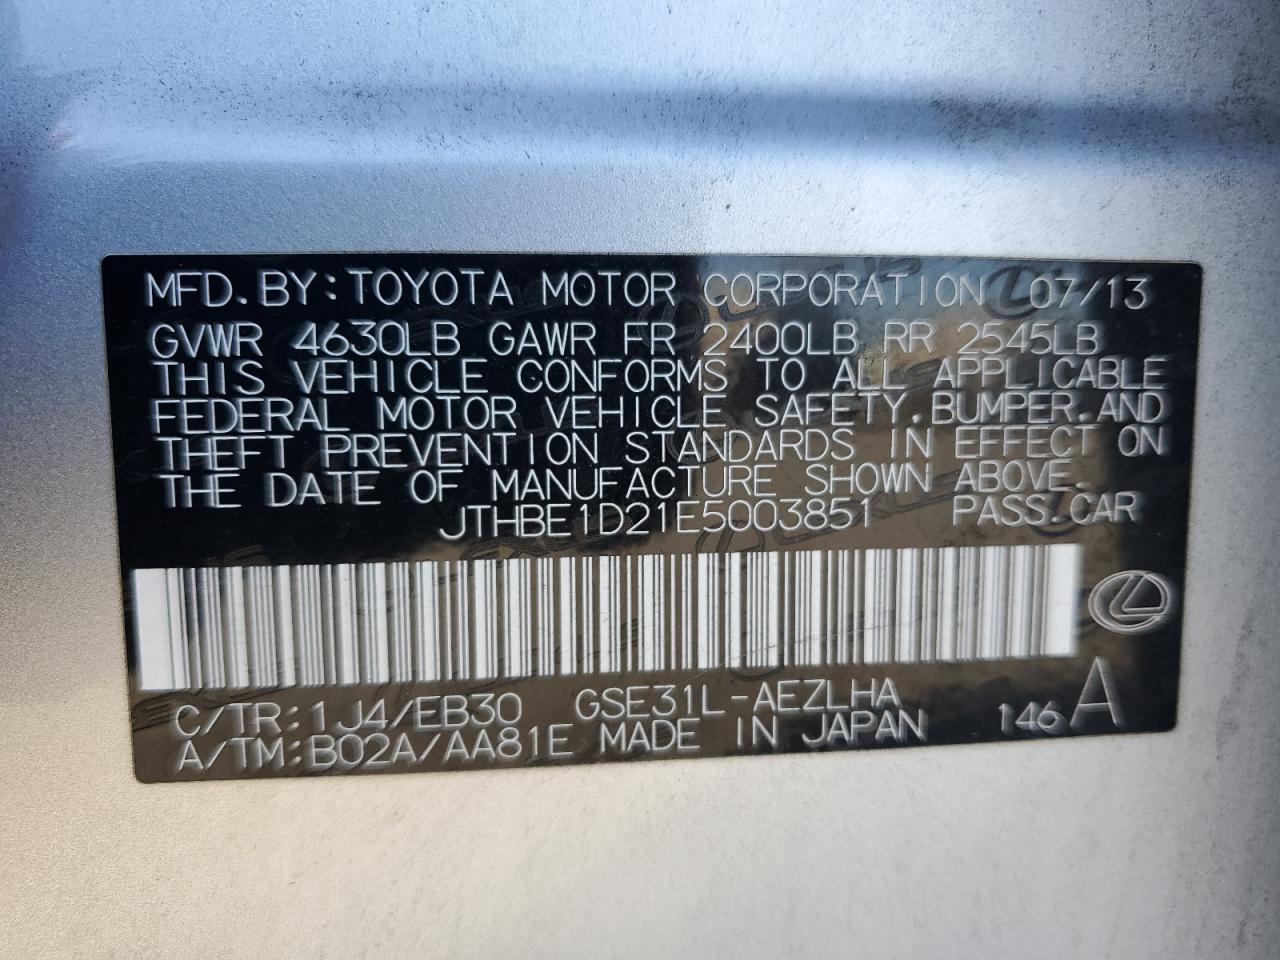 MFD.BY:TOYOTA MOTOR CORPORATION 07/13
GVWR 4630LB GAWR FR 2400LB RR 2545LB
THIS VEHICLE CONFORMS TO ALL APPLICABLE
FEDERAL MOTOR VEHICLE SAFETY,BUMPER,AND
THEFT PREVENTION STANDARDS IN EFFECT ON
THE DATE OF MANUFACTURE SHOWN ABOVE.
JTHBE1D21E5003851 PASS.CAR
C/TR:1J4/EB30 GSE31L-AEZLHA
A/TM:B02A/AA81E MADE IN JAPAN 146 A